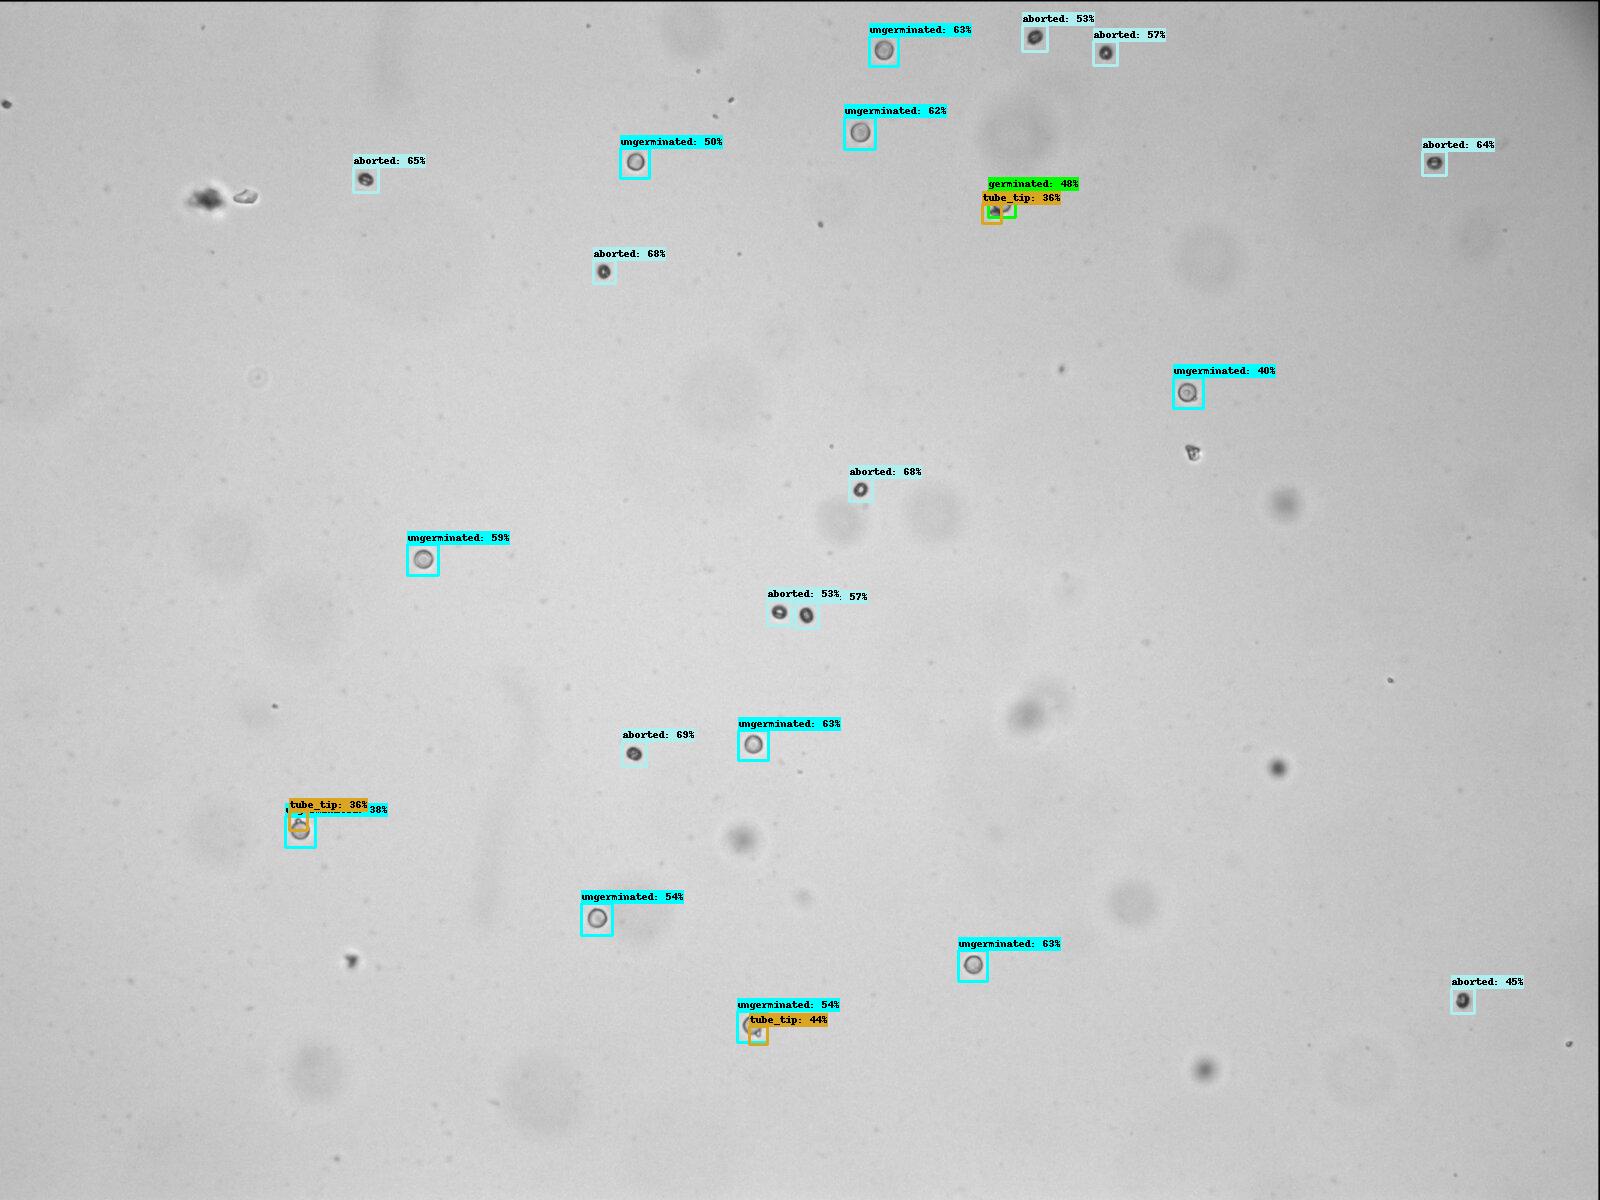 aborted: 53%
ungerminated: 63%
aborted: 57%
ungerminated: 62%
ungerminated: 50%
aborted: 64%
aborted: 65%
germinated: 48%
tube_tip: 36%
aborted: 68%
ungerminated: 40%
aborted: 68%
ungerminated: 59%
aborted: 53%
57%
ungerminated: 63%
aborted: 69%
tube_tip: 36%
38%
ungerminated: 54%
ungerminated: 63%
aborted: 45%
ungerminated: 54%
tube_tip: 44%